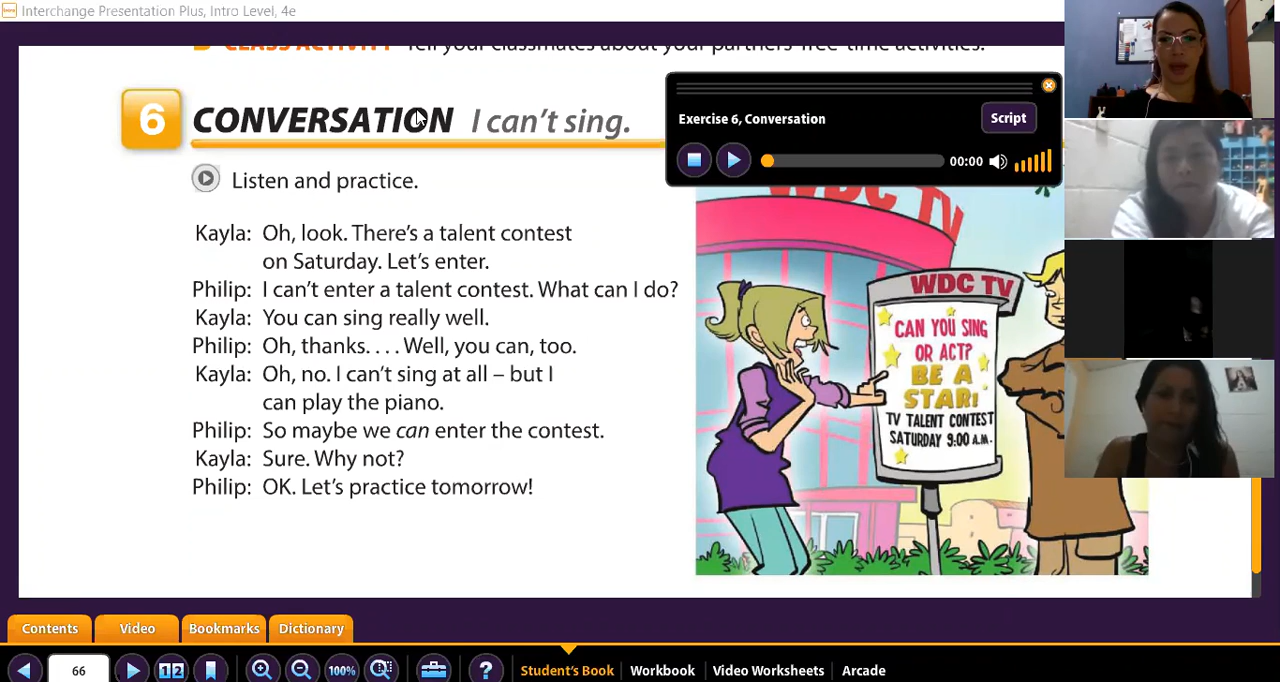 Interchange Presentation Plus, Intro Level, 4e
CLASS ACTIVITY Tell your classmates about your partners' free-time activities.
6 CONVERSATION I can't sing.
Listen and practice.
Exercise 6, Conversation
Script
00:00
Kayla: Oh, look. There's a talent contest
on Saturday. Let's enter.
Philip: I can't enter a talent contest. What can I do?
Kayla: You can sing really well.
Philip: Oh, thanks. . . . Well, you can, too.
Kayla: Oh, no. I can't sing at all – but I
can play the piano.
Philip: So maybe we can enter the contest.
Kayla: Sure. Why not?
Philip: OK. Let's practice tomorrow!
WDC TV
WDC TV
CAN YOU SING
OR ACT?
BE A
STAR!
TV TALENT CONTEST
SATURDAY 9:00 A.M.
Contents
Video
Bookmarks
Dictionary
66
1 2
100%
?
Student's Book
Workbook
Video Worksheets
Arcade